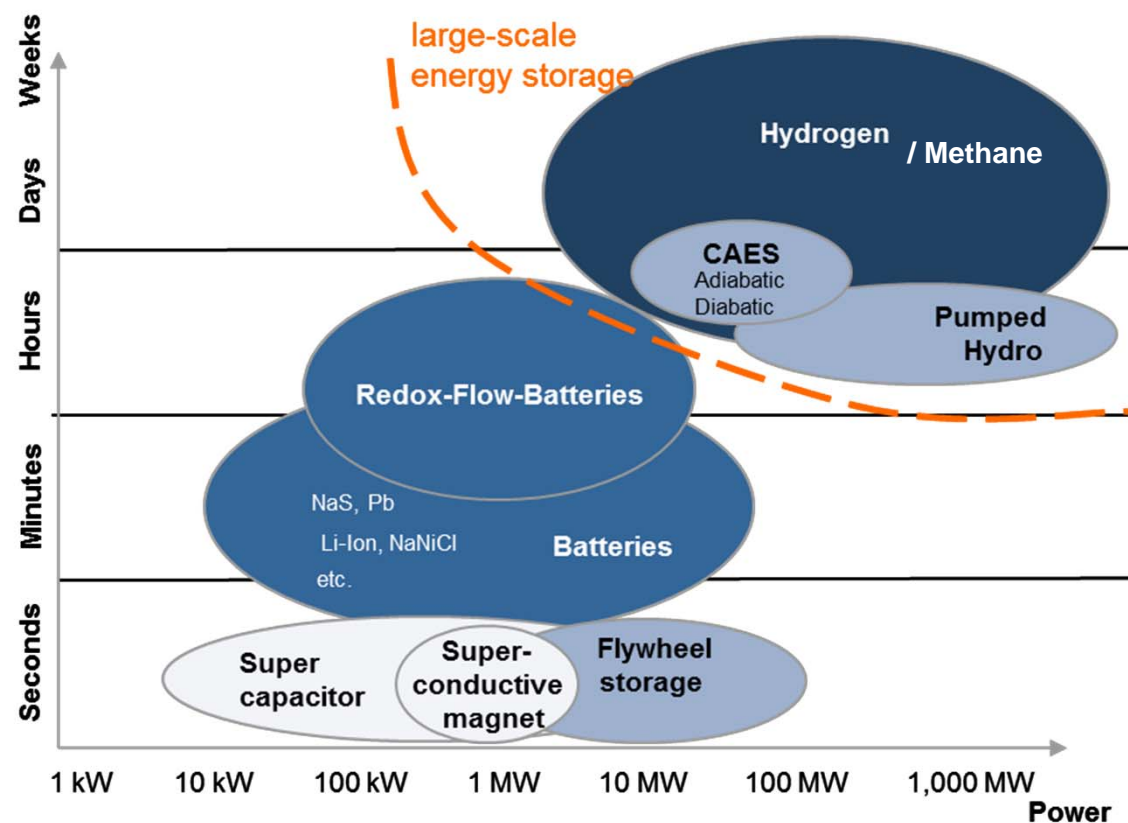 large-scale
energy storage
Weeks
Days
Hours
Minutes
Seconds
Hydrogen
/ Methane
CAES
Adiabatic
Diabatic
Pumped
Hydro
Redox-Flow-Batteries
NaS, Pb
Li-Ion, NaNiCl
etc.
Batteries
Super
capacitor
Super-
conductive
magnet
Flywheel
storage
1 kW 10 kW 100 kW 1 MW 10 MW 100 MW 1,000 MW
Power